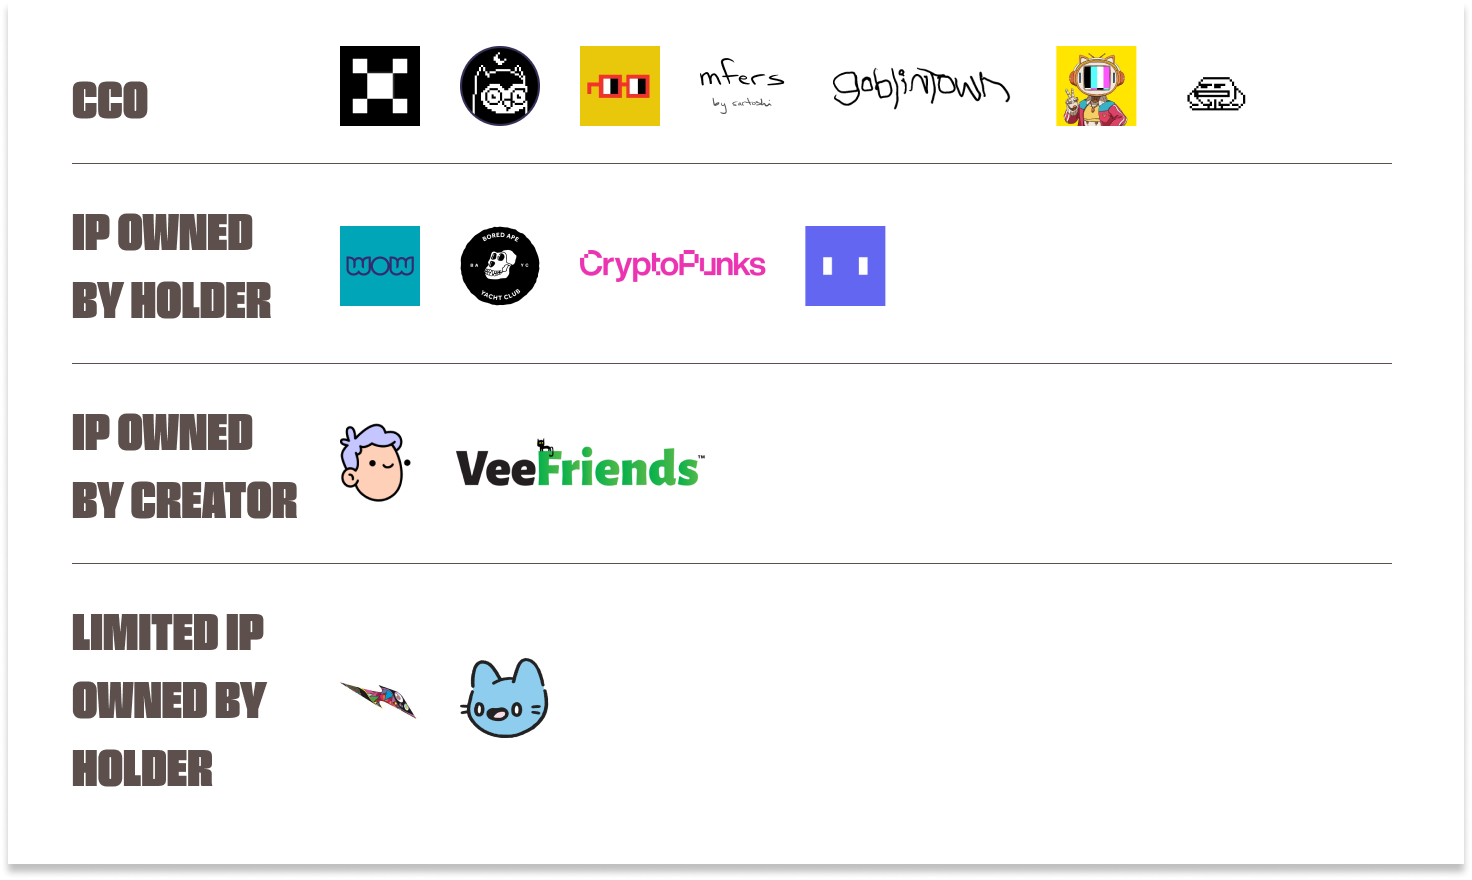 CC0
mfers
by sartoshi
goblintown
IP OWNED
BY HOLDER
WOW
BORED APE
BA YC
YACHT CLUB
CryptoPunks
IP OWNED
BY CREATOR
VeeFriends™
LIMITED IP
OWNED BY
HOLDER